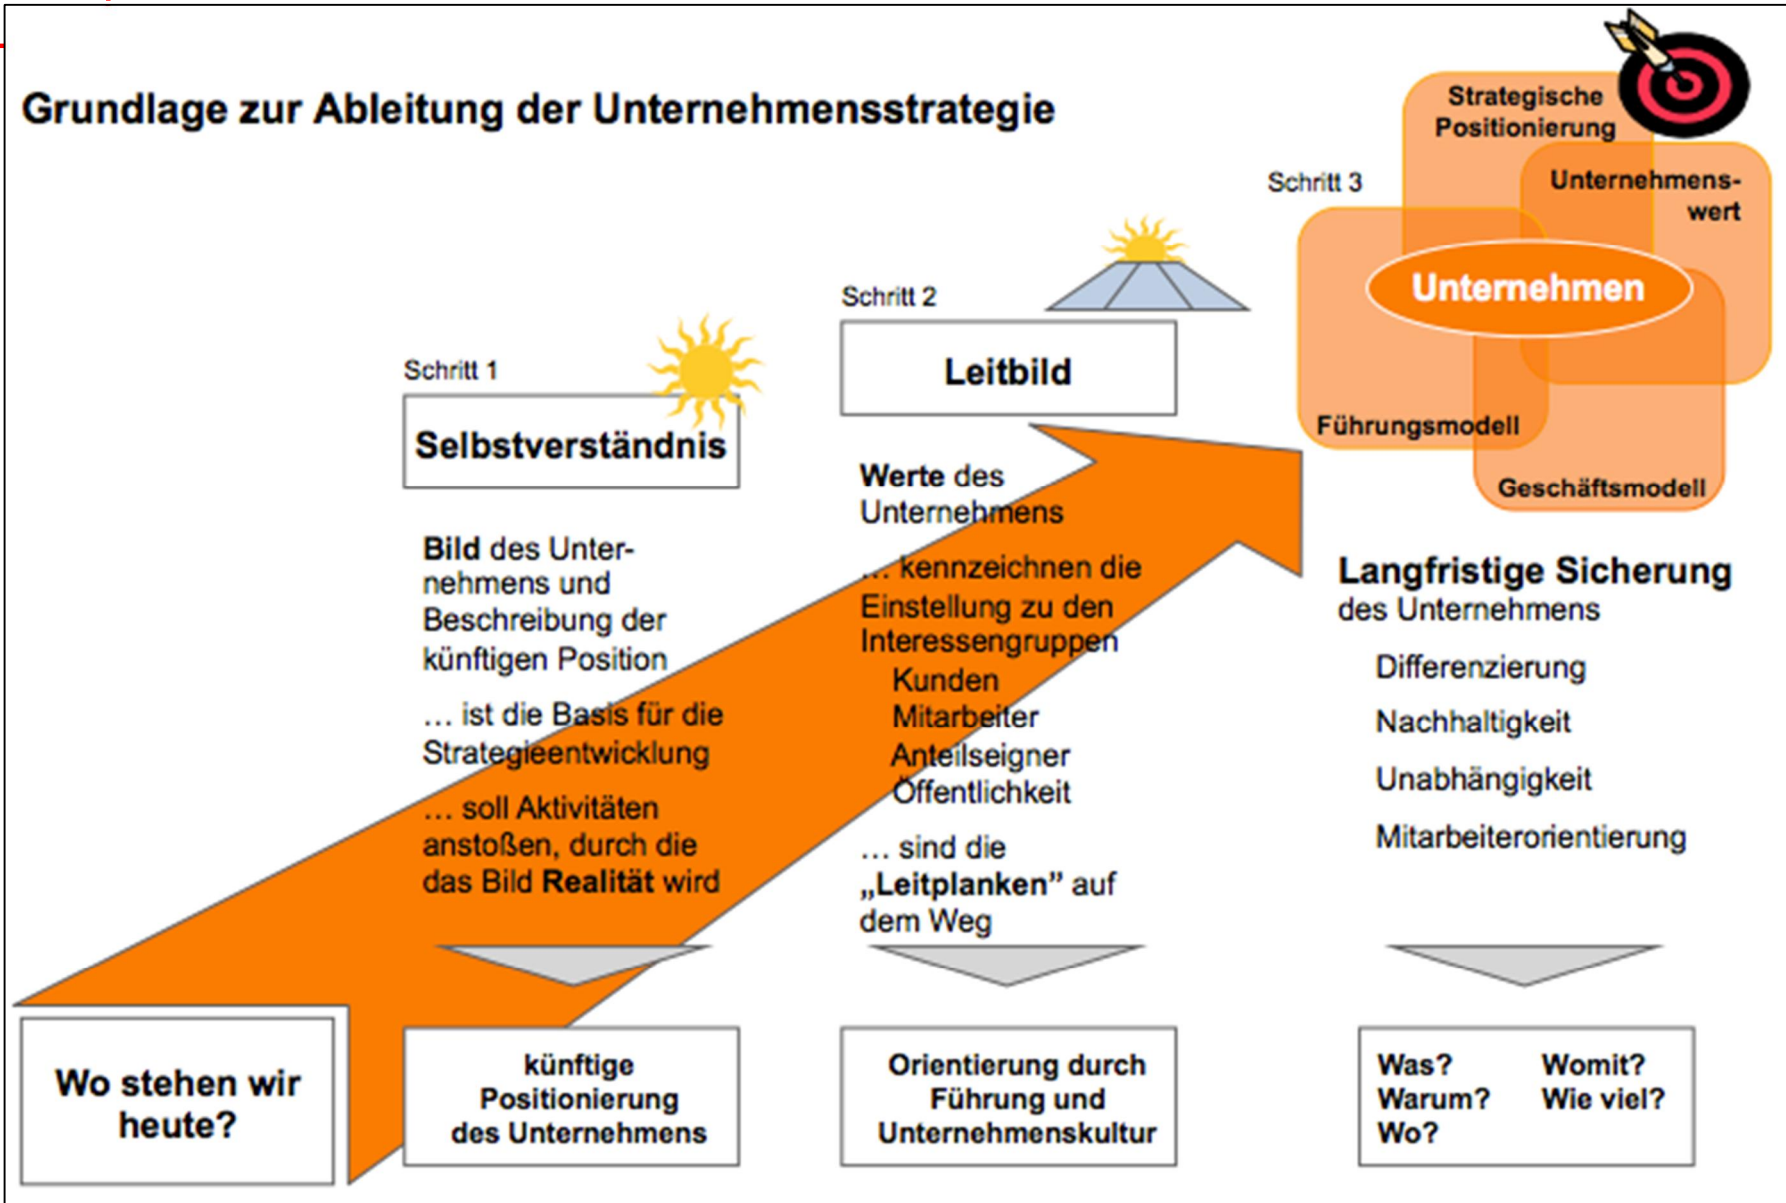 Grundlage zur Ableitung der Unternehmensstrategie
Schritt 1
Selbstverständnis
Bild des Unter-
nehmens und
Beschreibung der
künftigen Position
... ist die Basis für die
Strategieentwicklung
... soll Aktivitäten
anstoßen, durch die
das Bild Realität wird
Schritt 2
Leitbild
Werte des
Unternehmens
... kennzeichnen die
Einstellung zu den
Interessengruppen
Kunden
Mitarbeiter
Anteilseigner
Öffentlichkeit
... sind die
„Leitplanken” auf
dem Weg
Schritt 3
Strategische
Positionierung
Unternehmens-
wert
Unternehmen
Führungsmodell
Geschäftsmodell
Langfristige Sicherung
des Unternehmens
Differenzierung
Nachhaltigkeit
Unabhängigkeit
Mitarbeiterorientierung
Wo stehen wir
heute?
künftige
Positionierung
des Unternehmens
Orientierung durch
Führung und
Unternehmenskultur
Was? Womit?
Warum? Wie viel?
Wo?